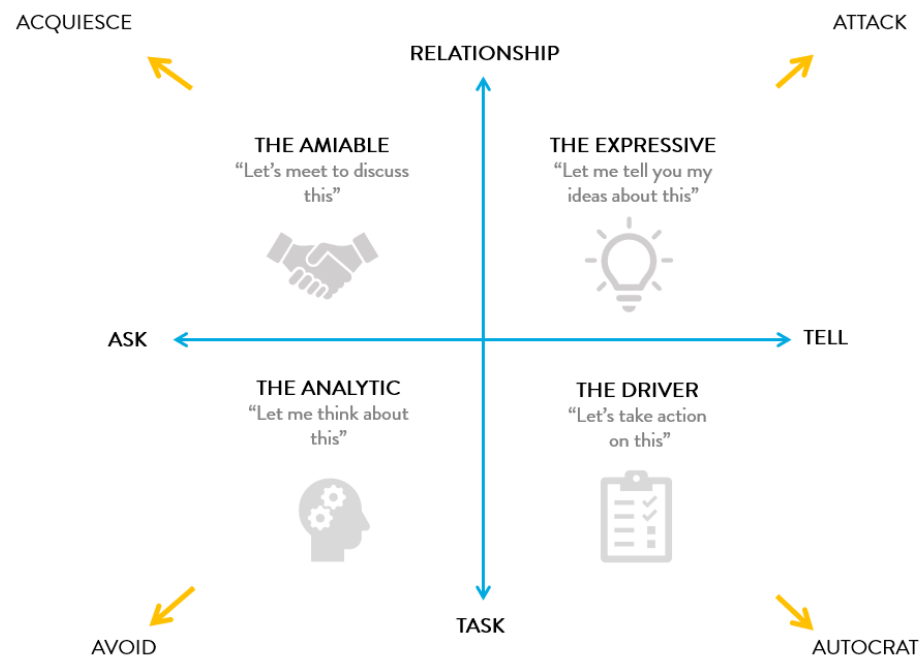 ACQUIESCE
ATTACK
RELATIONSHIP
THE AMIABLE
“Let’s meet to discuss
this”
THE EXPRESSIVE
“Let me tell you my
ideas about this”
ASK
TELL
THE ANALYTIC
“Let me think about
this”
THE DRIVER
“Let’s take action
on this”
TASK
AVOID
AUTOCRAT